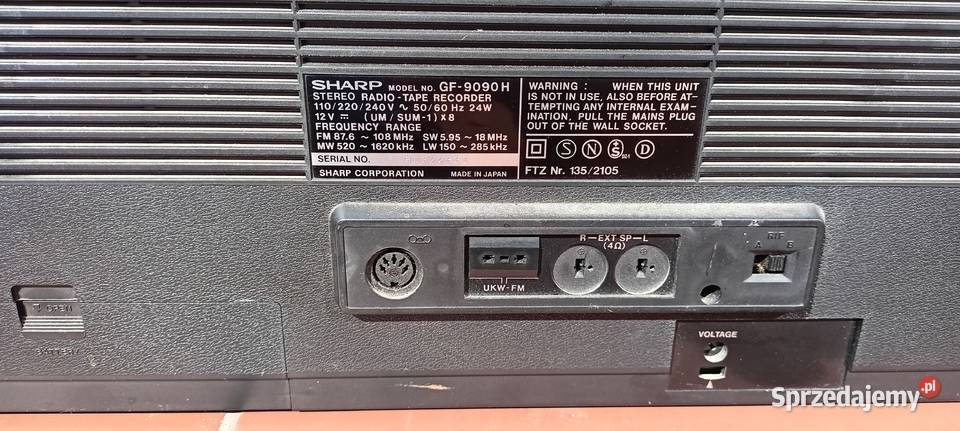 SHARP MODEL NO. GF-9090H
STEREO RADIO-TAPE RECORDER
110/220/240V ∿ 50/60 Hz 24W
12V ⎓ (UM/SUM-1) X 8
FREQUENCY RANGE
FM 87.6 ~ 108 MHz SW 5.95 ~ 18 MHz
MW 520 ~ 1620 kHz LW 150 ~ 285 kHz
SERIAL NO.
SHARP CORPORATION MADE IN JAPAN
WARNING: WHEN THIS UNIT
IS NOT IN USE, ALSO BEFORE AT-
TEMPTING ANY INTERNAL EXAM-
INATION, PULL THE MAINS PLUG
OUT OF THE WALL SOCKET.
S N S D
FTZ Nr. 135/2105
R-EXT SP-L
(4Ω)
UKW-FM
RIF
A B
OPEN
BATTERY
VOLTAGE
Sprzedajemy.pl